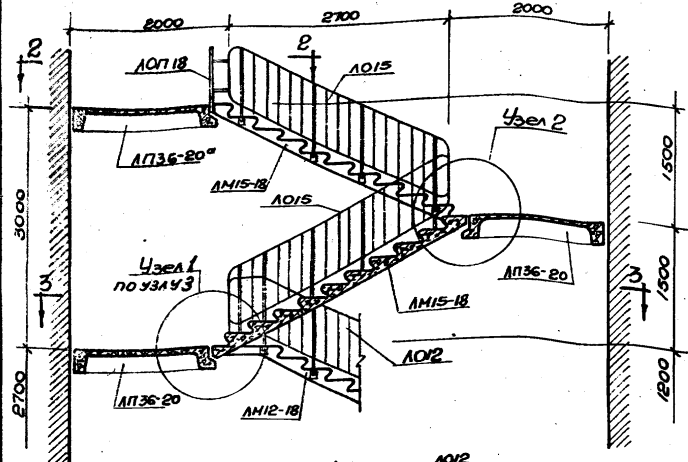 2000
2700
2000
2
2
ЛОП18
ЛО15
Узел 2
ЛП36-20а
ЛМ15-18
ЛО15
1500
3000
Узел 1
по узлу 3
ЛП36-20
3
3
ЛМ15-18
1500
ЛО12
ЛП36-20
ЛМ12-18
2700
1200
ЛО12